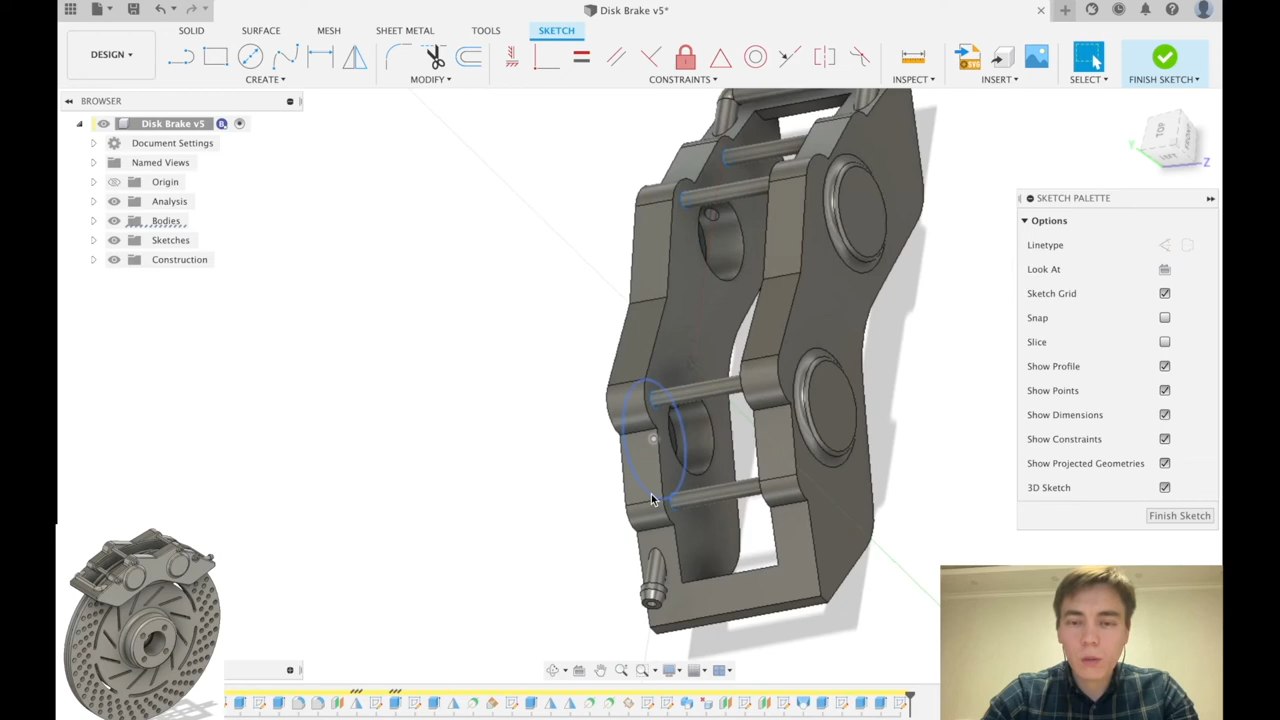 Disk Brake v5*
SOLID SURFACE MESH SHEET METAL TOOLS SKETCH
DESIGN
CREATE MODIFY CONSTRAINTS INSPECT INSERT SELECT FINISH SKETCH
BROWSER
Disk Brake v5
Document Settings
Named Views
Origin
Analysis
Bodies
Sketches
Construction
TOP
LEFT
Y
Z
SKETCH PALETTE
Options
Linetype
Look At
Sketch Grid
Snap
Slice
Show Profile
Show Points
Show Dimensions
Show Constraints
Show Projected Geometries
3D Sketch
Finish Sketch